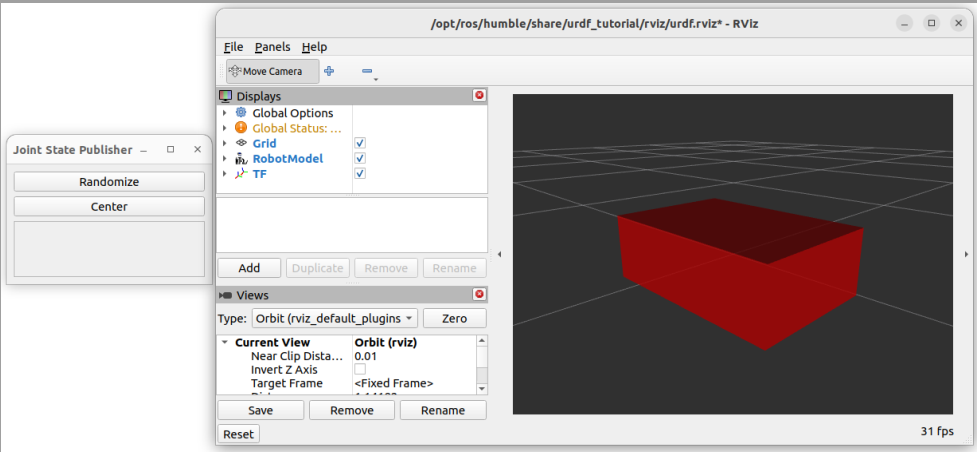 /opt/ros/humble/share/urdf_tutorial/rviz/urdf.rviz* - RViz
File Panels Help
Move Camera
Displays
Global Options
Global Status: ...
Grid
RobotModel
TF
Joint State Publisher
Randomize
Center
Add Duplicate Remove Rename
Views
Type: Orbit (rviz_default_plugins Zero
Current View Orbit (rviz)
Near Clip Dista... 0.01
Invert Z Axis
Target Frame <Fixed Frame>
Save Remove Rename
Reset
31 fps